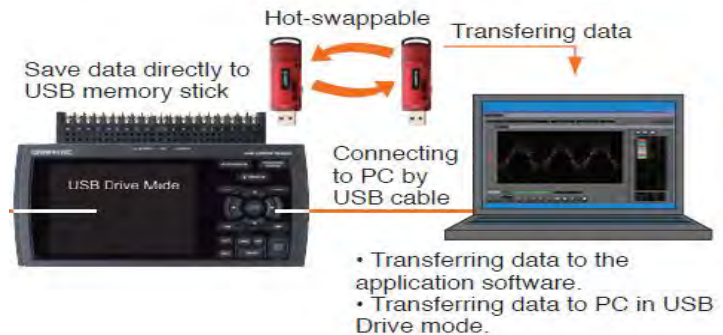 Hot-swappable
Transfering data
Save data directly to
USB memory stick
GRAPHTEC
USB Drive Mode
Connecting
to PC by
USB cable
• Transferring data to the
application software.
• Transferring data to PC in USB
Drive mode.